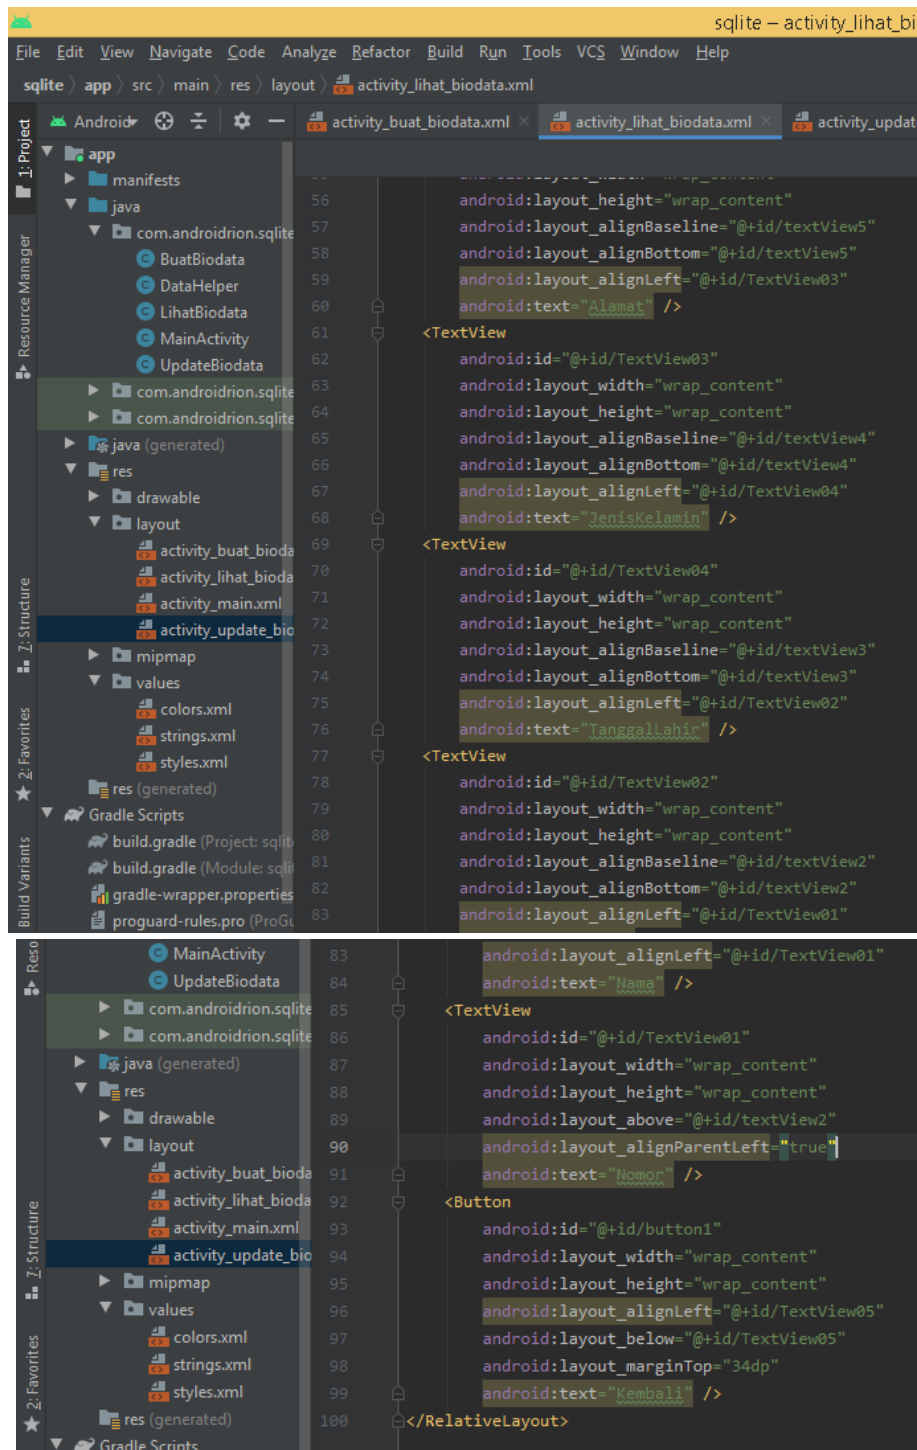 sqlite – activity_lihat_bi
File Edit View Navigate Code Analyze Refactor Build Run Tools VCS Window Help
sqlite app src main res layout activity_lihat_biodata.xml
Android
activity_buat_biodata.xml activity_lihat_biodata.xml activity_updat
1: Project
Resource Manager
7: Structure
2: Favorites
Build Variants
app
manifests
java
com.androidrion.sqlite
BuatBiodata
DataHelper
LihatBiodata
MainActivity
UpdateBiodata
com.androidrion.sqlite
com.androidrion.sqlite
java (generated)
res
drawable
layout
activity_buat_bioda
activity_lihat_bioda
activity_main.xml
activity_update_bio
mipmap
values
colors.xml
strings.xml
styles.xml
res (generated)
Gradle Scripts
build.gradle (Project: sqlit
build.gradle (Module: sqli
gradle-wrapper.properties
proguard-rules.pro (ProGu
55 android:layout_width="wrap_content"
56 android:layout_height="wrap_content"
57 android:layout_alignBaseline="@+id/textView5"
58 android:layout_alignBottom="@+id/textView5"
59 android:layout_alignLeft="@+id/TextView03"
60 android:text="Alamat" />
61 <TextView
62 android:id="@+id/TextView03"
63 android:layout_width="wrap_content"
64 android:layout_height="wrap_content"
65 android:layout_alignBaseline="@+id/textView4"
66 android:layout_alignBottom="@+id/textView4"
67 android:layout_alignLeft="@+id/TextView04"
68 android:text="JenisKelamin" />
69 <TextView
70 android:id="@+id/TextView04"
71 android:layout_width="wrap_content"
72 android:layout_height="wrap_content"
73 android:layout_alignBaseline="@+id/textView3"
74 android:layout_alignBottom="@+id/textView3"
75 android:layout_alignLeft="@+id/TextView02"
76 android:text="TanggalLahir" />
77 <TextView
78 android:id="@+id/TextView02"
79 android:layout_width="wrap_content"
80 android:layout_height="wrap_content"
81 android:layout_alignBaseline="@+id/textView2"
82 android:layout_alignBottom="@+id/textView2"
83 android:layout_alignLeft="@+id/TextView01"
Reso
7: Structure
2: Favorites
MainActivity
UpdateBiodata
com.androidrion.sqlite
com.androidrion.sqlite
java (generated)
res
drawable
layout
activity_buat_bioda
activity_lihat_bioda
activity_main.xml
activity_update_bio
mipmap
values
colors.xml
strings.xml
styles.xml
res (generated)
Gradle Scripts
83 android:layout_alignLeft="@+id/TextView01"
84 android:text="Nama" />
85 <TextView
86 android:id="@+id/TextView01"
87 android:layout_width="wrap_content"
88 android:layout_height="wrap_content"
89 android:layout_above="@+id/textView2"
90 android:layout_alignParentLeft="true"
91 android:text="Nomor" />
92 <Button
93 android:id="@+id/button1"
94 android:layout_width="wrap_content"
95 android:layout_height="wrap_content"
96 android:layout_alignLeft="@+id/TextView05"
97 android:layout_below="@+id/TextView05"
98 android:layout_marginTop="34dp"
99 android:text="Kembali" />
100 </RelativeLayout>